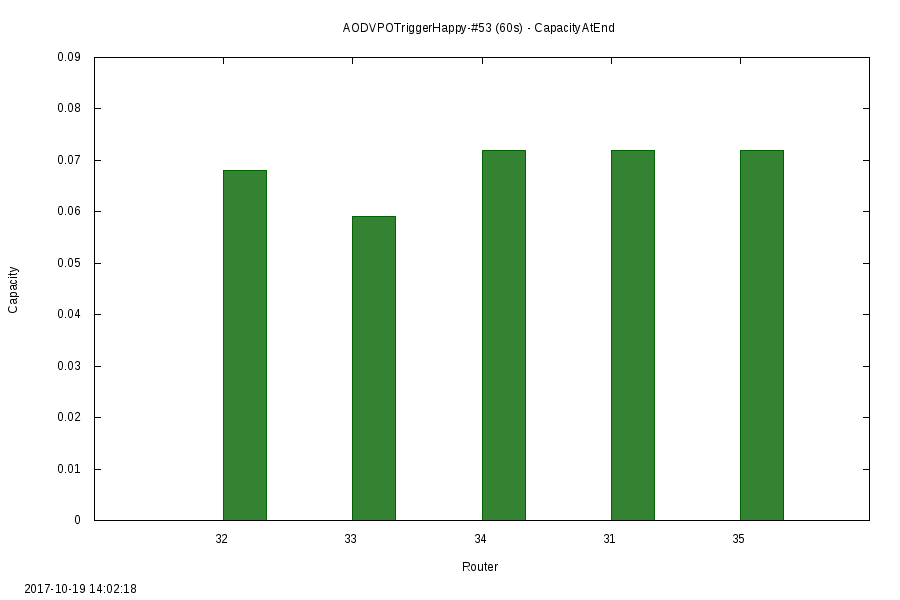 AODVPOTriggerHappy-#53 (60s) - CapacityAtEnd
0.09
0.08
0.07
0.06
0.05
0.04
0.03
0.02
0.01
0
Capacity
32 33 34 31 35
Router
2017-10-19 14:02:18